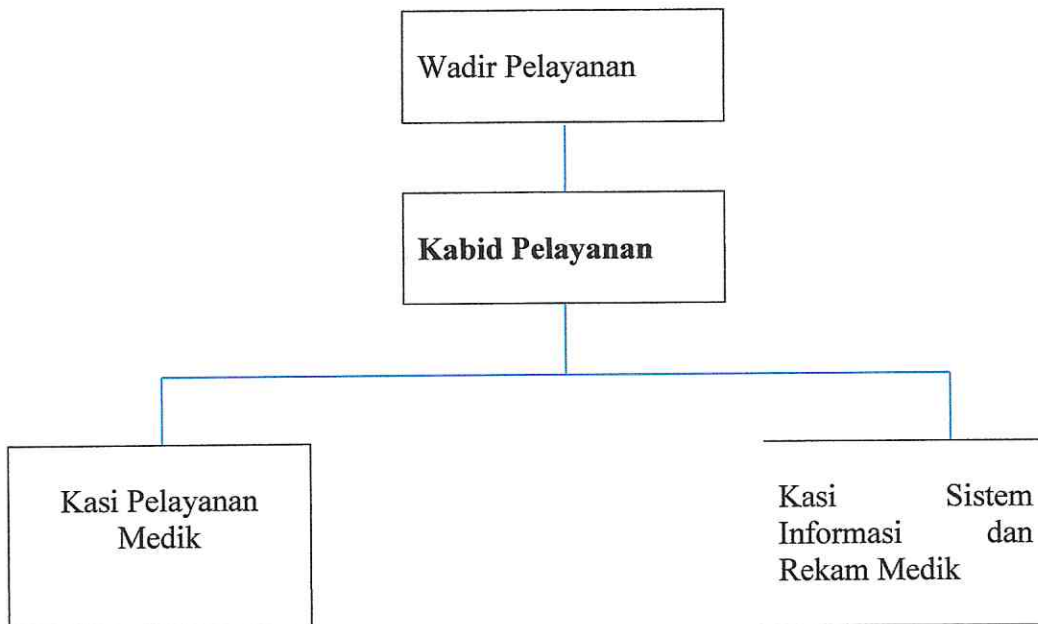 Wadir Pelayanan
Kabid Pelayanan
Kasi Pelayanan
Medik
Kasi Sistem
Informasi dan
Rekam Medik